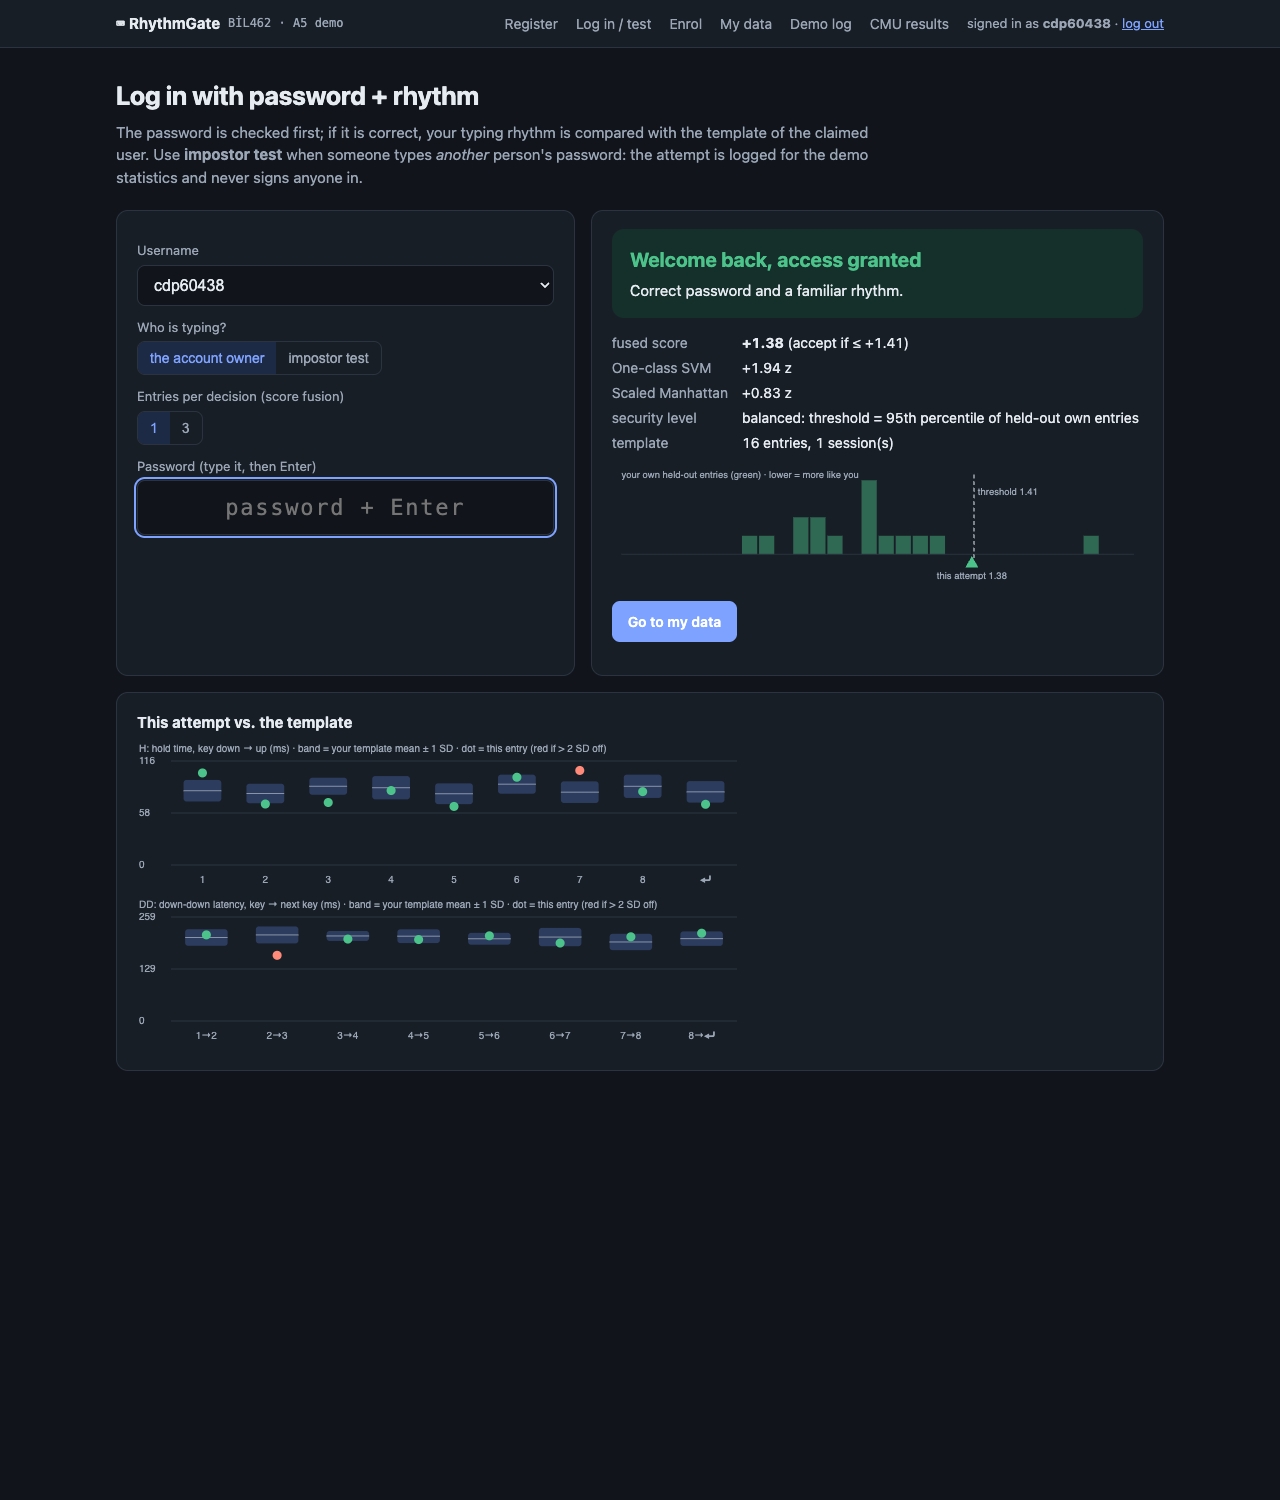 RhythmGate BİL462 · A5 demo
Register Log in / test Enrol My data Demo log CMU results signed in as cdp60438 · log out
Log in with password + rhythm
The password is checked first; if it is correct, your typing rhythm is compared with the template of the claimed
user. Use impostor test when someone types another person's password: the attempt is logged for the demo
statistics and never signs anyone in.
Username
cdp60438
Who is typing?
the account owner impostor test
Entries per decision (score fusion)
1 3
Password (type it, then Enter)
password + Enter
Welcome back, access granted
Correct password and a familiar rhythm.
fused score +1.38 (accept if ≤ +1.41)
One-class SVM +1.94 z
Scaled Manhattan +0.83 z
security level balanced: threshold = 95th percentile of held-out own entries
template 16 entries, 1 session(s)
your own held-out entries (green) · lower = more like you
threshold 1.41
this attempt 1.38
Go to my data
This attempt vs. the template
H: hold time, key down → up (ms) · band = your template mean ± 1 SD · dot = this entry (red if > 2 SD off)
116
58
0
1 2 3 4 5 6 7 8 ↵
DD: down-down latency, key → next key (ms) · band = your template mean ± 1 SD · dot = this entry (red if > 2 SD off)
259
129
0
1→2 2→3 3→4 4→5 5→6 6→7 7→8 8→↵